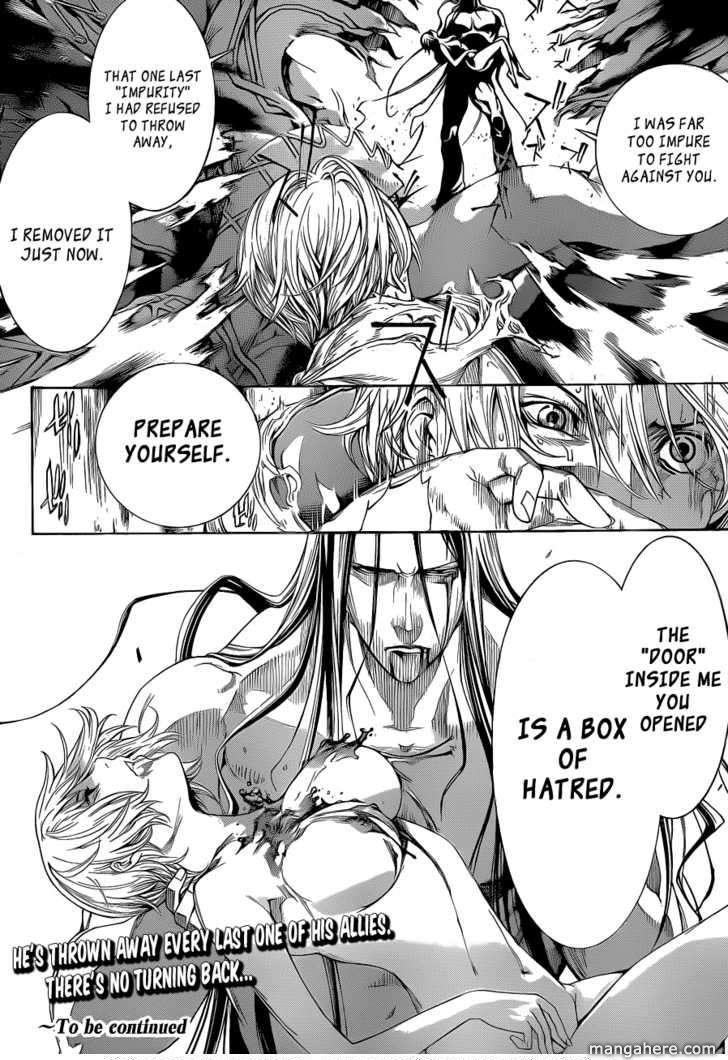 I WAS FAR
TOO IMPURE
TO FIGHT
AGAINST YOU.
THAT ONE LAST
"IMPURITY"
I HAD REFUSED
TO THROW
AWAY,
I REMOVED IT
JUST NOW.
PREPARE
YOURSELF.
THE
"DOOR"
INSIDE ME
YOU
OPENED
IS A BOX
OF
HATRED.
HE'S THROWN AWAY EVERY LAST ONE OF HIS ALLIES.
THERE'S NO TURNING BACK...
~To be continued
mangahere.com